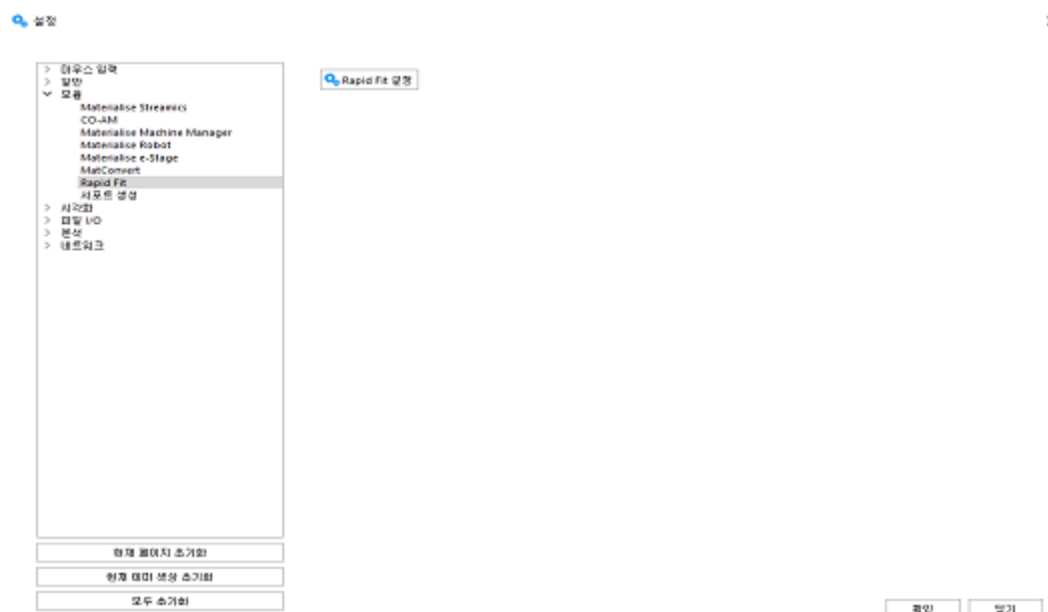 설정
마우스 입력
일반
모듈
Materialise Streamics
CO-AM
Materialise Machine Manager
Materialise Robot
Materialise e-Stage
MatConvert
Rapid Fit
서포트 생성
시각화
파일 I/O
분석
네트워크
Rapid Fit 설정
현재 페이지 초기화
현재 테마 색상 초기화
모두 초기화
확인
닫기